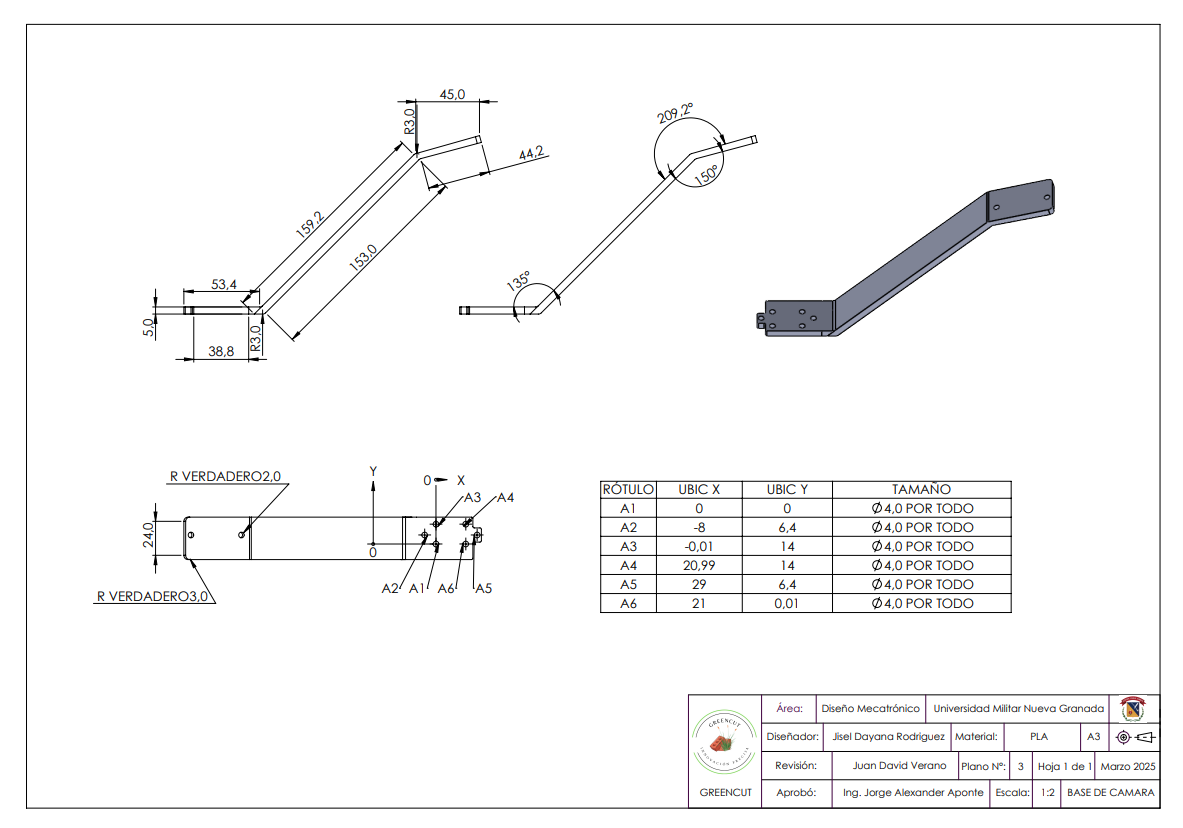 45,0
R3,0
44,2
159,2
153,0
53,4
5,0
38,8
R3,0
209,2°
150°
135°
R VERDADERO2,0
24,0
R VERDADERO3,0
Y
0 X
A3 A4
0
A2 A1 A6 A5
RÓTULO UBIC X UBIC Y TAMAÑO
A1 0 0 Ø 4,0 POR TODO
A2 -8 6,4 Ø 4,0 POR TODO
A3 -0,01 14 Ø 4,0 POR TODO
A4 20,99 14 Ø 4,0 POR TODO
A5 29 6,4 Ø 4,0 POR TODO
A6 21 0,01 Ø 4,0 POR TODO
GREENCUT
INNOVACIÓN PRECISA
GREENCUT
Área: Diseño Mecatrónico Universidad Militar Nueva Granada
Diseñador: Jisel Dayana Rodriguez Material: PLA A3
Revisión: Juan David Verano Plano N°: 3 Hoja 1 de 1 Marzo 2025
Aprobó: Ing. Jorge Alexander Aponte Escala: 1:2 BASE DE CAMARA